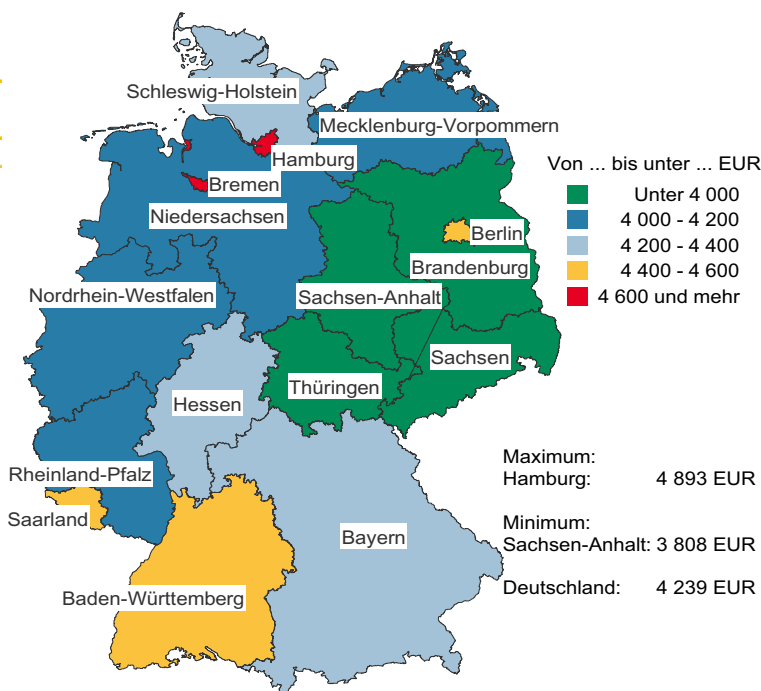 Schleswig-Holstein
Mecklenburg-Vorpommern
Hamburg
Bremen
Niedersachsen
Berlin
Brandenburg
Nordrhein-Westfalen
Sachsen-Anhalt
Sachsen
Thüringen
Hessen
Rheinland-Pfalz
Saarland
Bayern
Baden-Württemberg
Von ... bis unter ... EUR
Unter 4 000
4 000 - 4 200
4 200 - 4 400
4 400 - 4 600
4 600 und mehr
Maximum:
Hamburg: 4 893 EUR
Minimum:
Sachsen-Anhalt: 3 808 EUR
Deutschland: 4 239 EUR